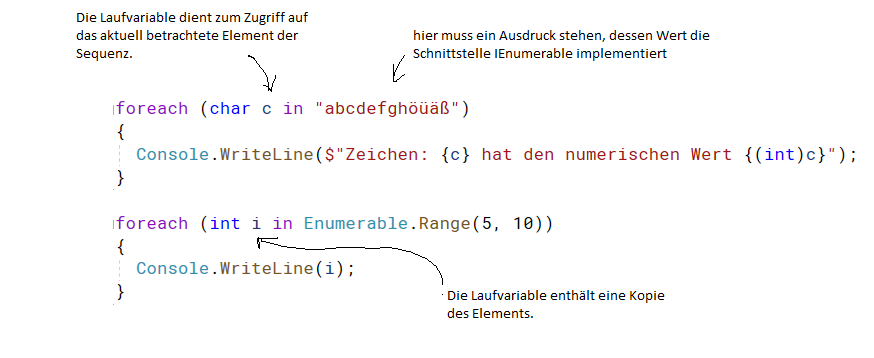 Die Laufvariable dient zum Zugriff auf
das aktuell betrachtete Element der
Sequenz.
hier muss ein Ausdruck stehen, dessen Wert die
Schnittstelle IEnumerable implementiert
foreach (char c in "abcdefghöüäß")
{
Console.WriteLine($"Zeichen: {c} hat den numerischen Wert {(int)c}");
}
foreach (int i in Enumerable.Range(5, 10))
{
Console.WriteLine(i);
}
Die Laufvariable enthält eine Kopie
des Elements.